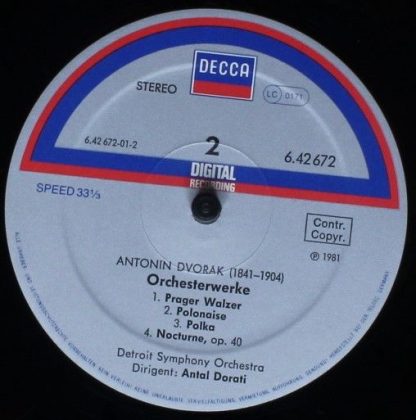 DECCA
STEREO
LC 0171
6.42 672-01-2
2
6.42 672
DIGITAL
RECORDING
SPEED 33⅓
Contr.
Copyr.
℗ 1981
ANTONIN DVORAK (1841-1904)
Orchesterwerke
1. Prager Walzer
2. Polonaise
3. Polka
4. Nocturne, op. 40
Detroit Symphony Orchestra
Dirigent: Antal Dorati